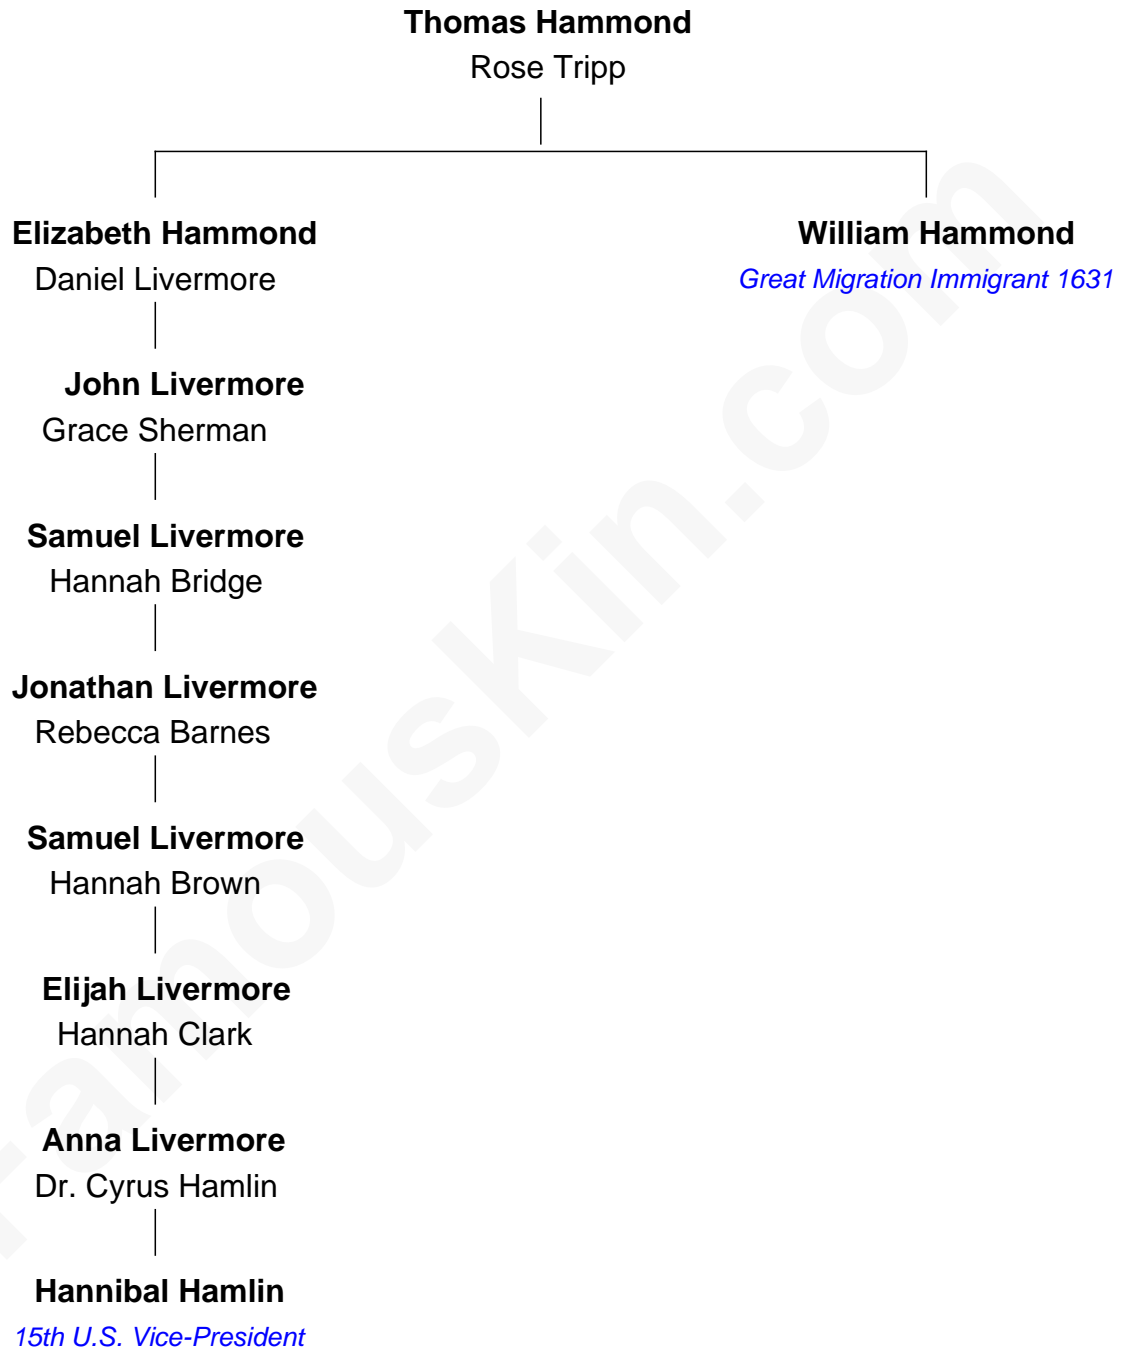 Thomas Hammond
Rose Tripp
Elizabeth Hammond
Daniel Livermore
William Hammond
Great Migration Immigrant 1631
John Livermore
Grace Sherman
Samuel Livermore
Hannah Bridge
Jonathan Livermore
Rebecca Barnes
Samuel Livermore
Hannah Brown
Elijah Livermore
Hannah Clark
Anna Livermore
Dr. Cyrus Hamlin
Hannibal Hamlin
15th U.S. Vice-President
FamousKin.com